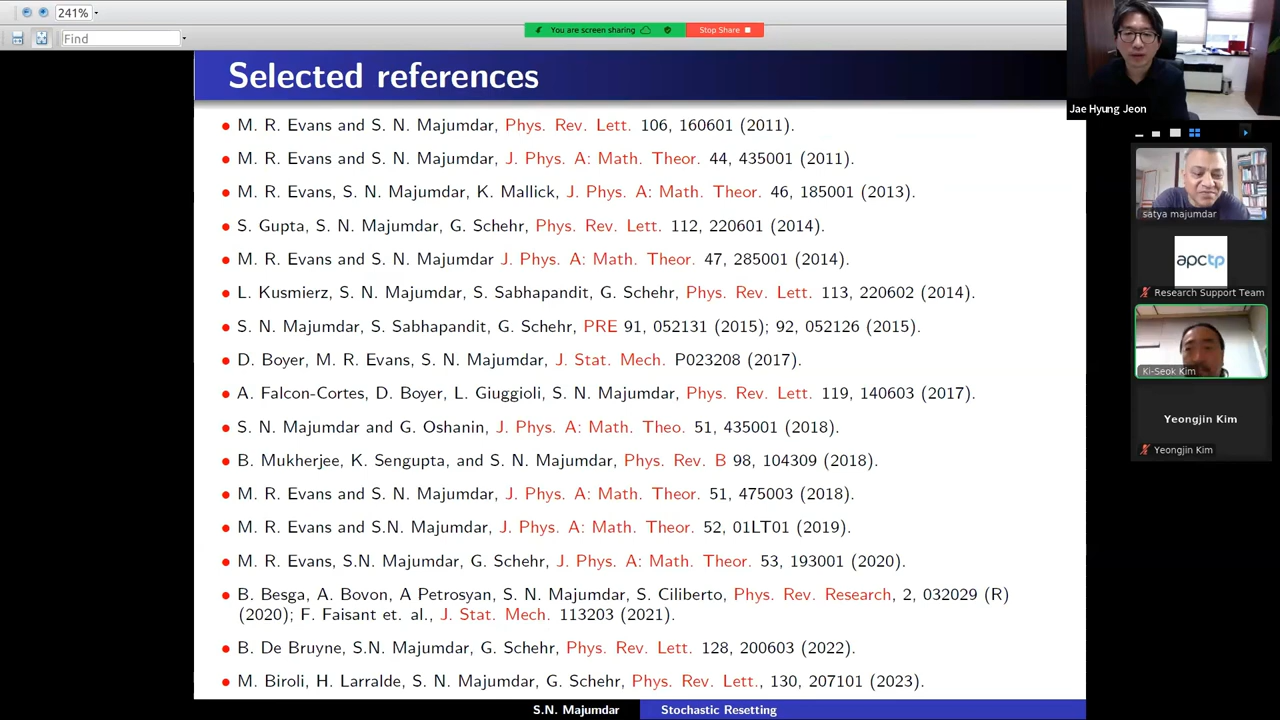 241%
You are screen sharing
Stop Share
Find
Selected references
M. R. Evans and S. N. Majumdar, Phys. Rev. Lett. 106, 160601 (2011).
M. R. Evans and S. N. Majumdar, J. Phys. A: Math. Theor. 44, 435001 (2011).
M. R. Evans, S. N. Majumdar, K. Mallick, J. Phys. A: Math. Theor. 46, 185001 (2013).
S. Gupta, S. N. Majumdar, G. Schehr, Phys. Rev. Lett. 112, 220601 (2014).
M. R. Evans and S. N. Majumdar J. Phys. A: Math. Theor. 47, 285001 (2014).
L. Kusmierz, S. N. Majumdar, S. Sabhapandit, G. Schehr, Phys. Rev. Lett. 113, 220602 (2014).
S. N. Majumdar, S. Sabhapandit, G. Schehr, PRE 91, 052131 (2015); 92, 052126 (2015).
D. Boyer, M. R. Evans, S. N. Majumdar, J. Stat. Mech. P023208 (2017).
A. Falcon-Cortes, D. Boyer, L. Giuggioli, S. N. Majumdar, Phys. Rev. Lett. 119, 140603 (2017).
S. N. Majumdar and G. Oshanin, J. Phys. A: Math. Theo. 51, 435001 (2018).
B. Mukherjee, K. Sengupta, and S. N. Majumdar, Phys. Rev. B 98, 104309 (2018).
M. R. Evans and S. N. Majumdar, J. Phys. A: Math. Theor. 51, 475003 (2018).
M. R. Evans and S.N. Majumdar, J. Phys. A: Math. Theor. 52, 01LT01 (2019).
M. R. Evans, S.N. Majumdar, G. Schehr, J. Phys. A: Math. Theor. 53, 193001 (2020).
B. Besga, A. Bovon, A Petrosyan, S. N. Majumdar, S. Ciliberto, Phys. Rev. Research, 2, 032029 (R)
(2020); F. Faisant et. al., J. Stat. Mech. 113203 (2021).
B. De Bruyne, S.N. Majumdar, G. Schehr, Phys. Rev. Lett. 128, 200603 (2022).
M. Biroli, H. Larralde, S. N. Majumdar, G. Schehr, Phys. Rev. Lett., 130, 207101 (2023).
S.N. Majumdar
Stochastic Resetting
Jae Hyung Jeon
satya majumdar
apctp
Research Support Team
Ki-Seok Kim
Yeongjin Kim
Yeongjin Kim